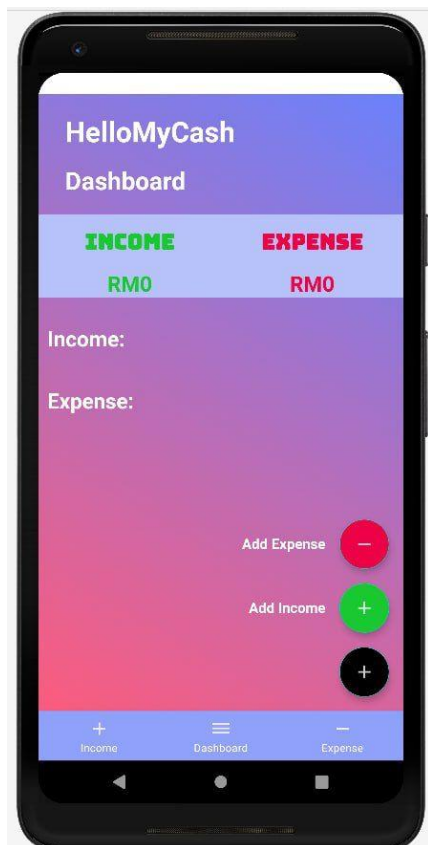 HelloMyCash
Dashboard
INCOME EXPENSE
RM0 RM0
Income:
Expense:
Add Expense
Add Income
Income Dashboard Expense